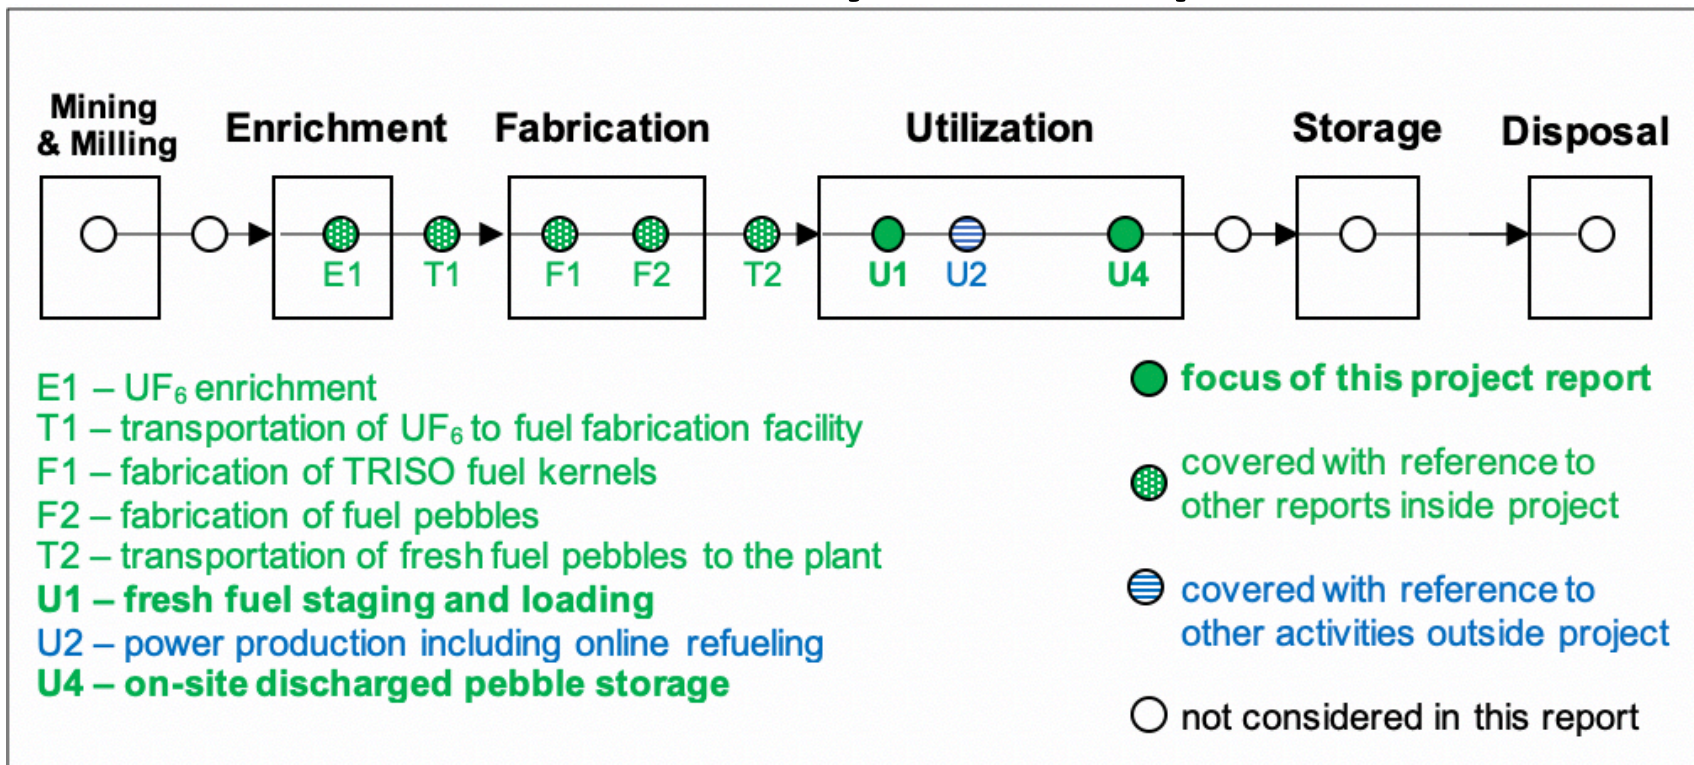 Mining
& Milling
Enrichment
Fabrication
Utilization
Storage
Disposal
E1
T1
F1
F2
T2
U1
U2
U4
E1 – UF₆ enrichment
T1 – transportation of UF₆ to fuel fabrication facility
F1 – fabrication of TRISO fuel kernels
F2 – fabrication of fuel pebbles
T2 – transportation of fresh fuel pebbles to the plant
U1 – fresh fuel staging and loading
U2 – power production including online refueling
U4 – on-site discharged pebble storage
focus of this project report
covered with reference to
other reports inside project
covered with reference to
other activities outside project
not considered in this report